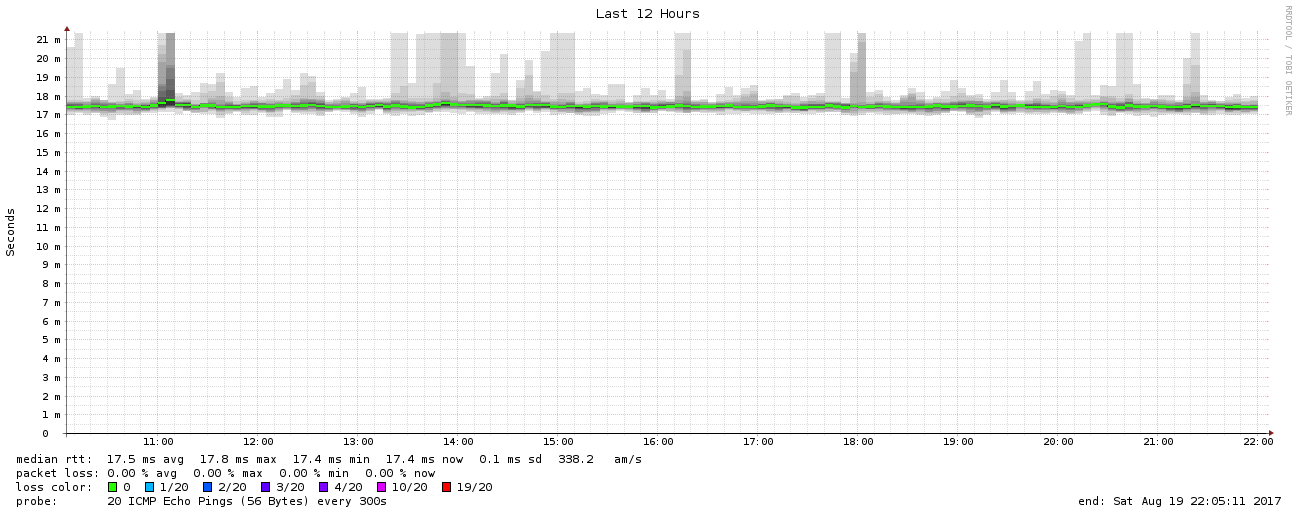 Last 12 Hours
RRDTOOL / TOBI OETIKER
Seconds
21 m
20 m
19 m
18 m
17 m
16 m
15 m
14 m
13 m
12 m
11 m
10 m
9 m
8 m
7 m
6 m
5 m
4 m
3 m
2 m
1 m
0
11:00 12:00 13:00 14:00 15:00 16:00 17:00 18:00 19:00 20:00 21:00 22:00
median rtt: 17.5 ms avg 17.8 ms max 17.4 ms min 17.4 ms now 0.1 ms sd 338.2 am/s
packet loss: 0.00 % avg 0.00 % max 0.00 % min 0.00 % now
loss color: 0 1/20 2/20 3/20 4/20 10/20 19/20
probe: 20 ICMP Echo Pings (56 Bytes) every 300s end: Sat Aug 19 22:05:11 2017